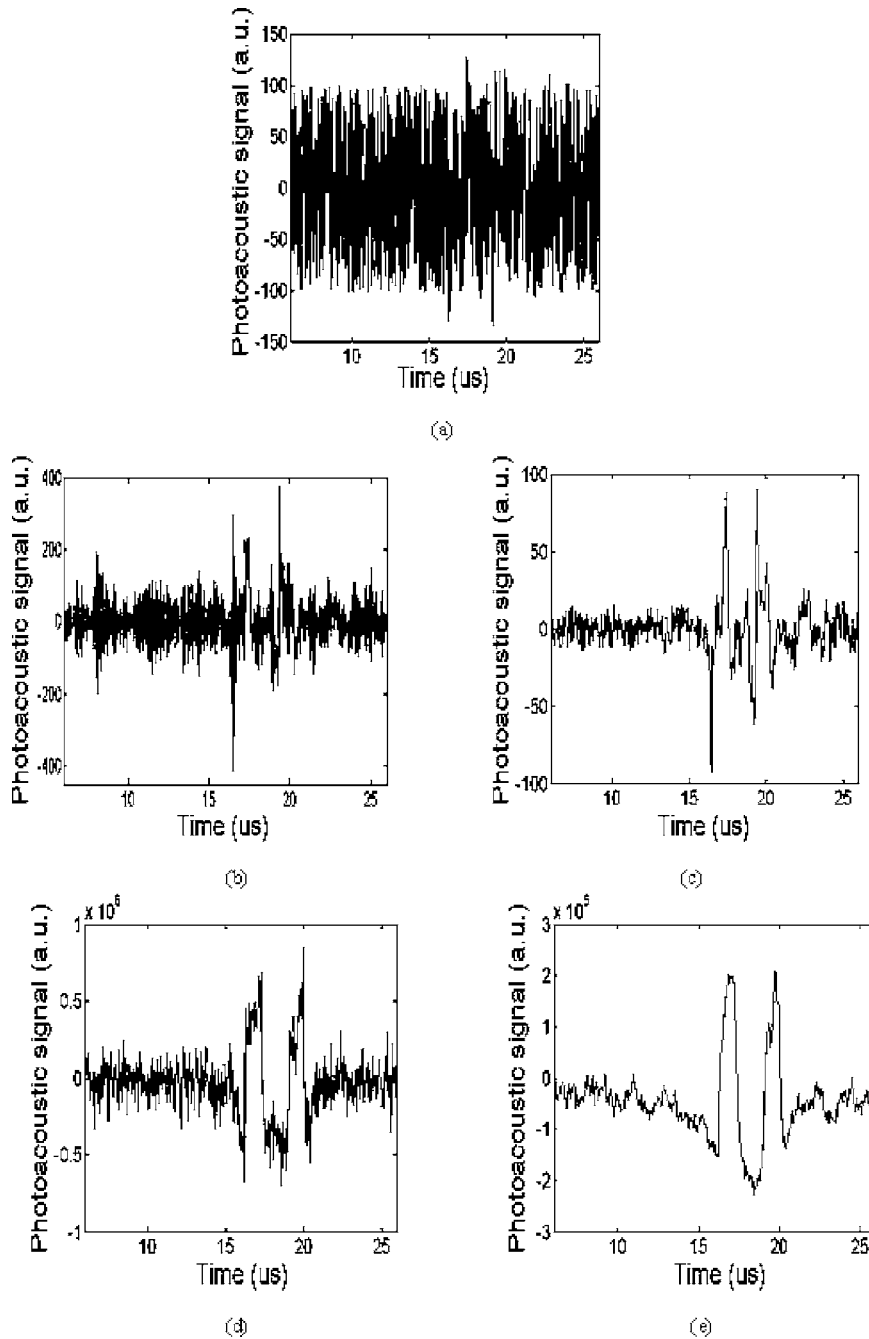 Photoacoustic signal (a.u.)
150
100
50
0
-50
-100
-150
10 15 20 25
Time (us)
(a)
Photoacoustic signal (a.u.)
400
200
0
-200
-400
10 15 20 25
Time (us)
(b)
Photoacoustic signal (a.u.)
100
50
0
-50
-100
10 15 20 25
Time (us)
(c)
Photoacoustic signal (a.u.)
x 10⁶
1
0.5
0
-0.5
-1
10 15 20 25
Time (us)
(d)
Photoacoustic signal (a.u.)
x 10⁵
3
2
1
0
-1
-2
-3
10 15 20 25
Time (us)
(e)